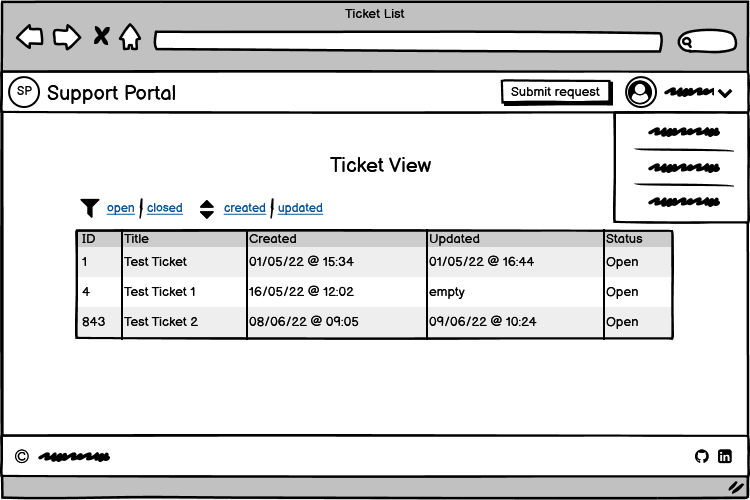 Ticket List
SP Support Portal Submit request
Ticket View
open closed created updated
ID Title Created Updated Status
1 Test Ticket 01/05/22 @ 15:34 01/05/22 @ 16:44 Open
4 Test Ticket 1 16/05/22 @ 12:02 empty Open
843 Test Ticket 2 08/06/22 @ 09:05 09/06/22 @ 10:24 Open
©
in